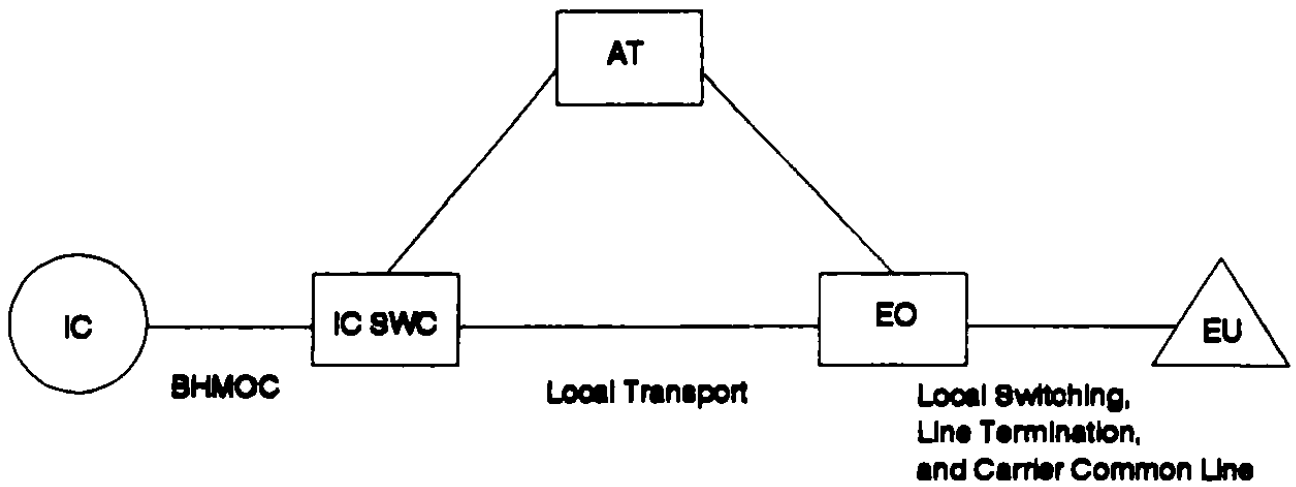 AT
IC
IC SWC
EO
EU
BHMOC
Local Transport
Local Switching,
Line Termination,
and Carrier Common Line